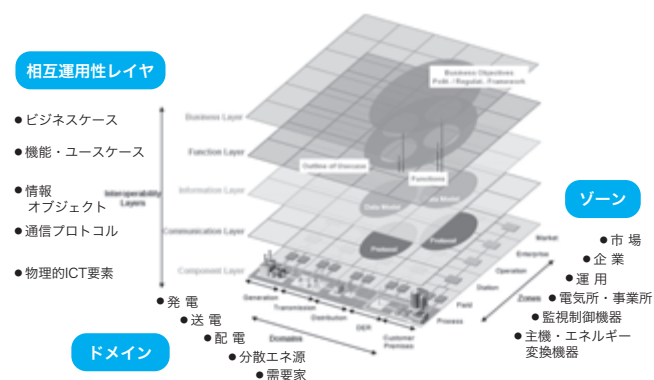 相互運用性レイヤ
● ビジネスケース
● 機能・ユースケース
● 情報
オブジェクト
● 通信プロトコル
● 物理的ICT要素
Business Objectives
Polit. / Regulat. Framework
Business Layer
Function Layer
Outline of Usecase
Functions
Interoperability
Layers
Information Layer
Data Model
Data Model
Communication Layer
Protocol
Protocol
Component Layer
Generation
Transmission
Distribution
DER
Customer
Premises
Domains
Market
Enterprise
Operation
Station
Field
Process
Zones
ゾーン
● 市 場
● 企 業
● 運 用
● 電気所・事業所
● 監視制御機器
● 主機・エネルギー
変換機器
ドメイン
● 発 電
● 送 電
● 配 電
● 分散エネ源
● 需要家